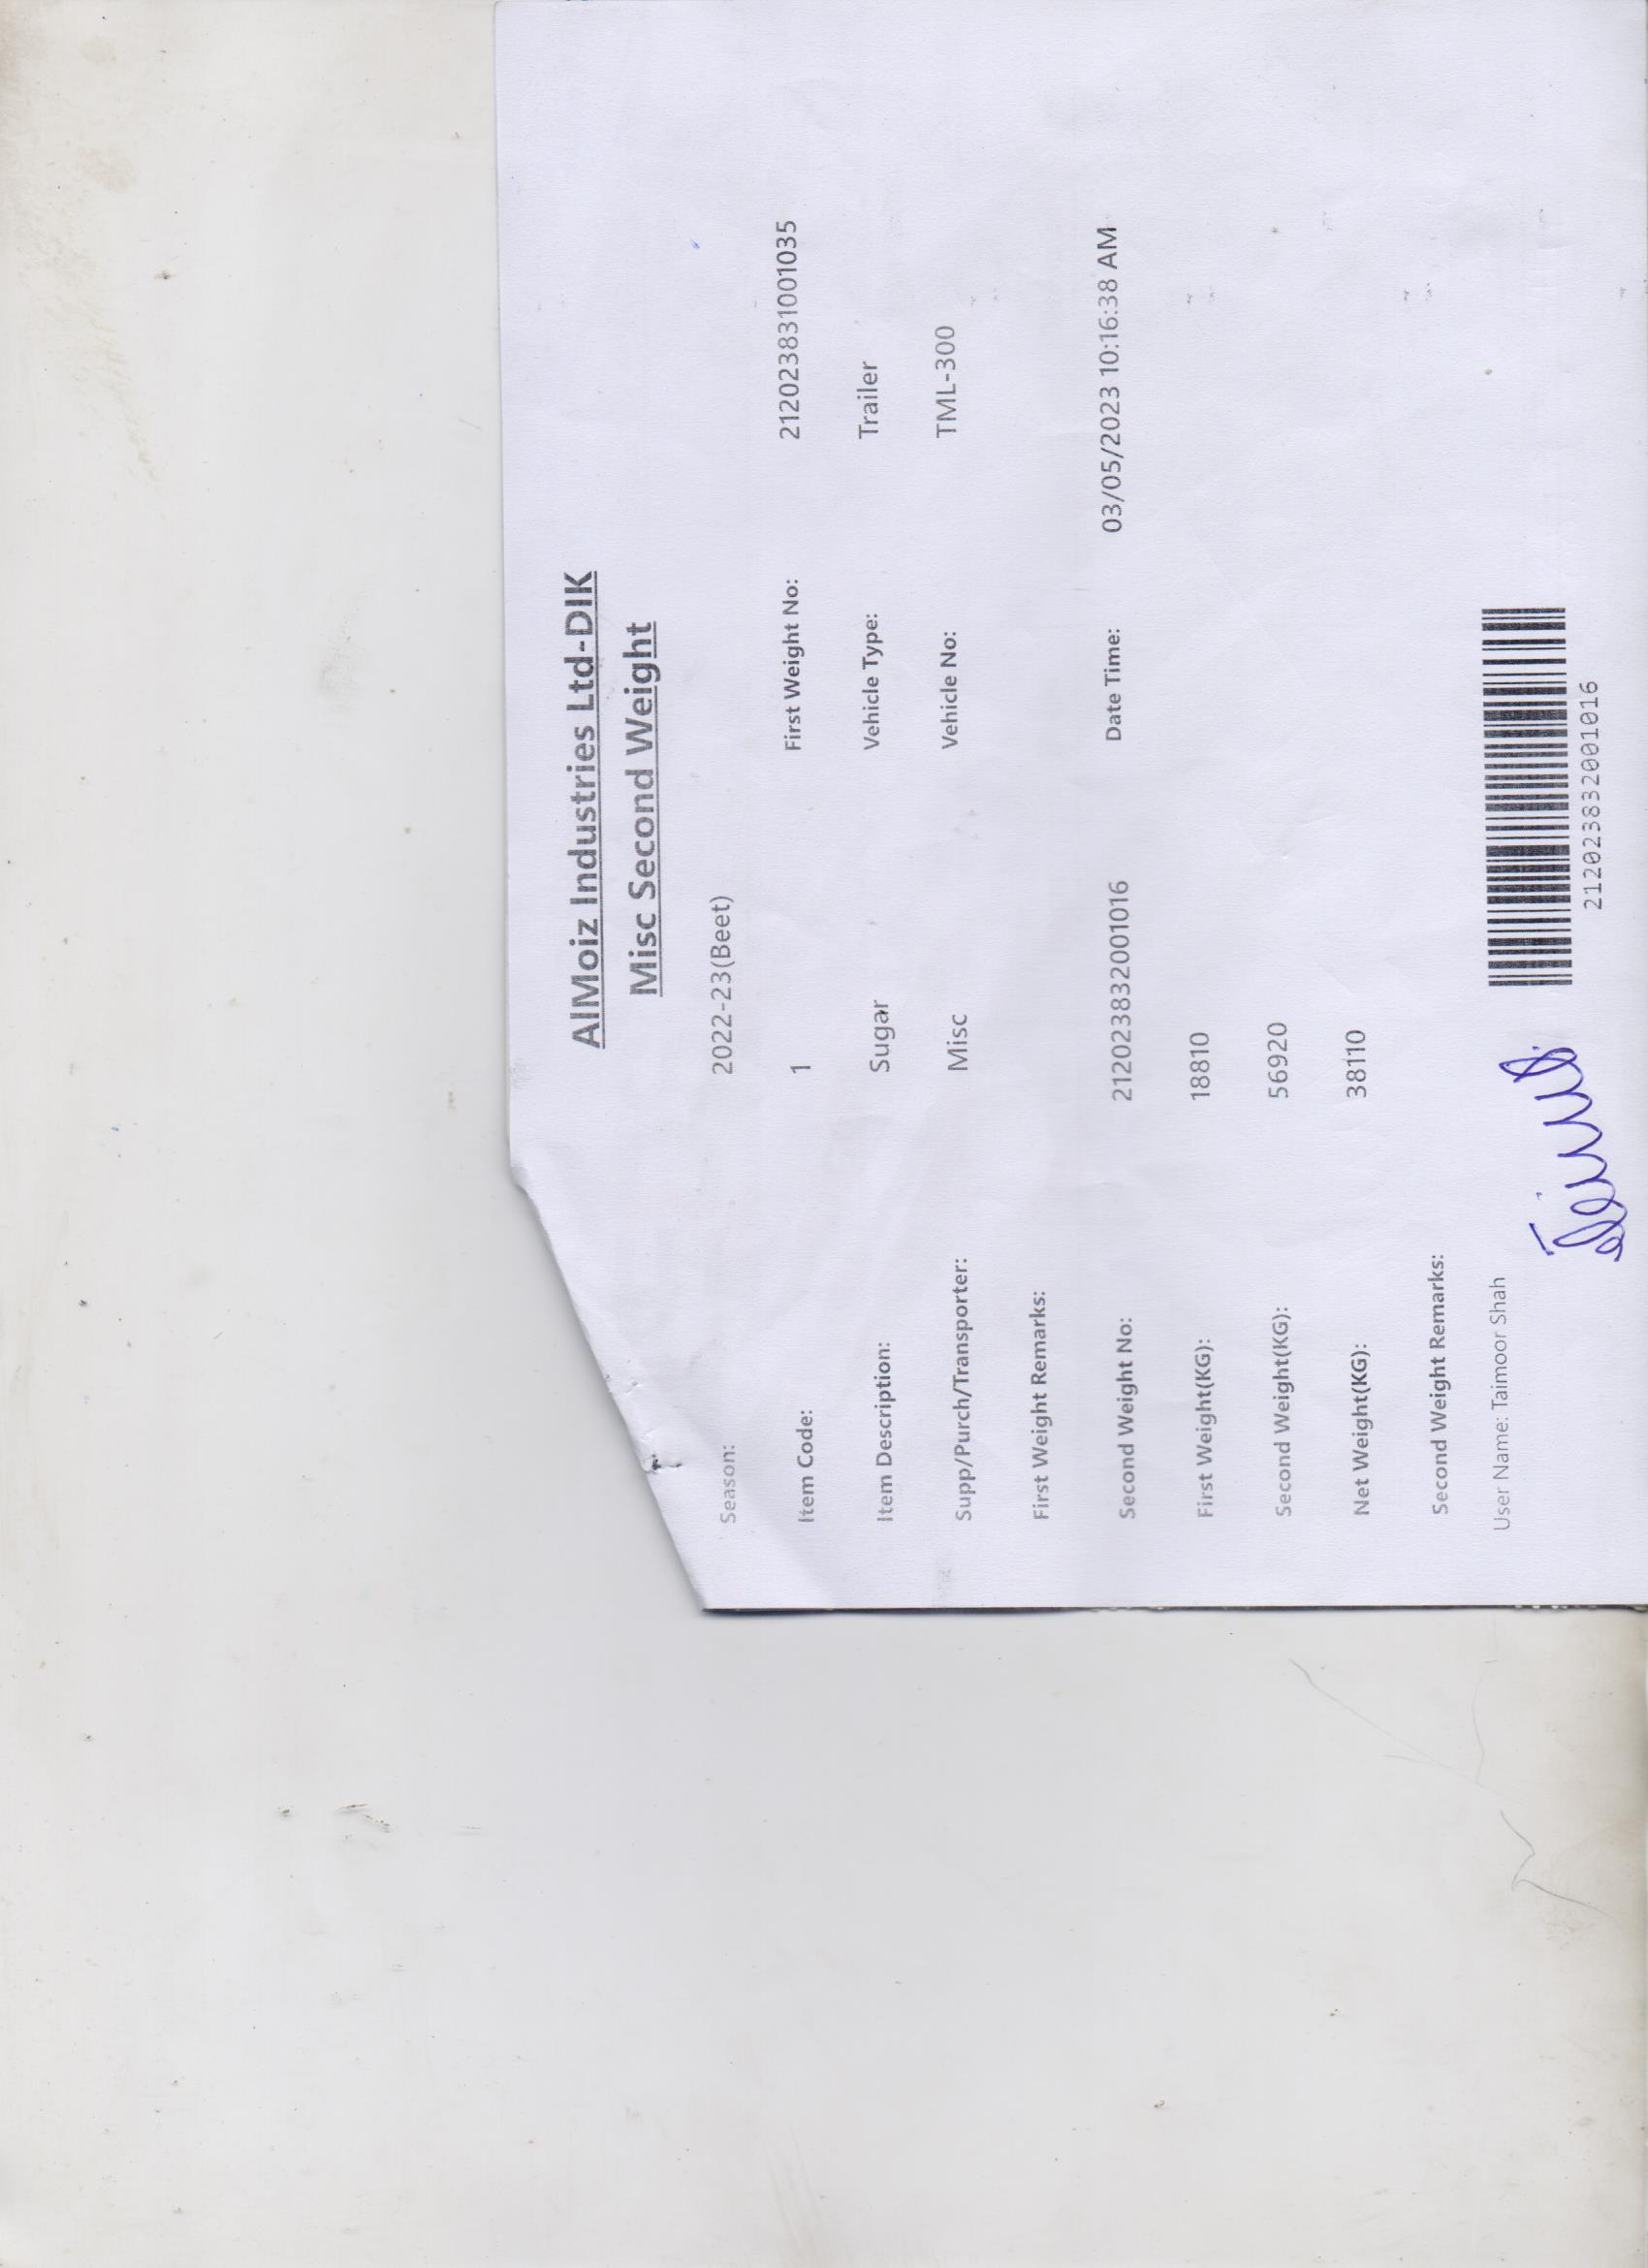 AlMoiz Industries Ltd-DIK
Misc Second Weight
Season: 2022-23(Beet)
Item Code: 1 First Weight No: 2120238310001035
Item Description: Sugar Vehicle Type: Trailer
Supp/Purch/Transporter: Misc Vehicle No: TML-300
First Weight Remarks:
Second Weight No: 212023832001016 Date Time: 03/05/2023 10:16:38 AM
First Weight(KG): 18810
Second Weight(KG): 56920
Net Weight(KG): 38110
Second Weight Remarks:
User Name: Taimoor Shah
212023832001016